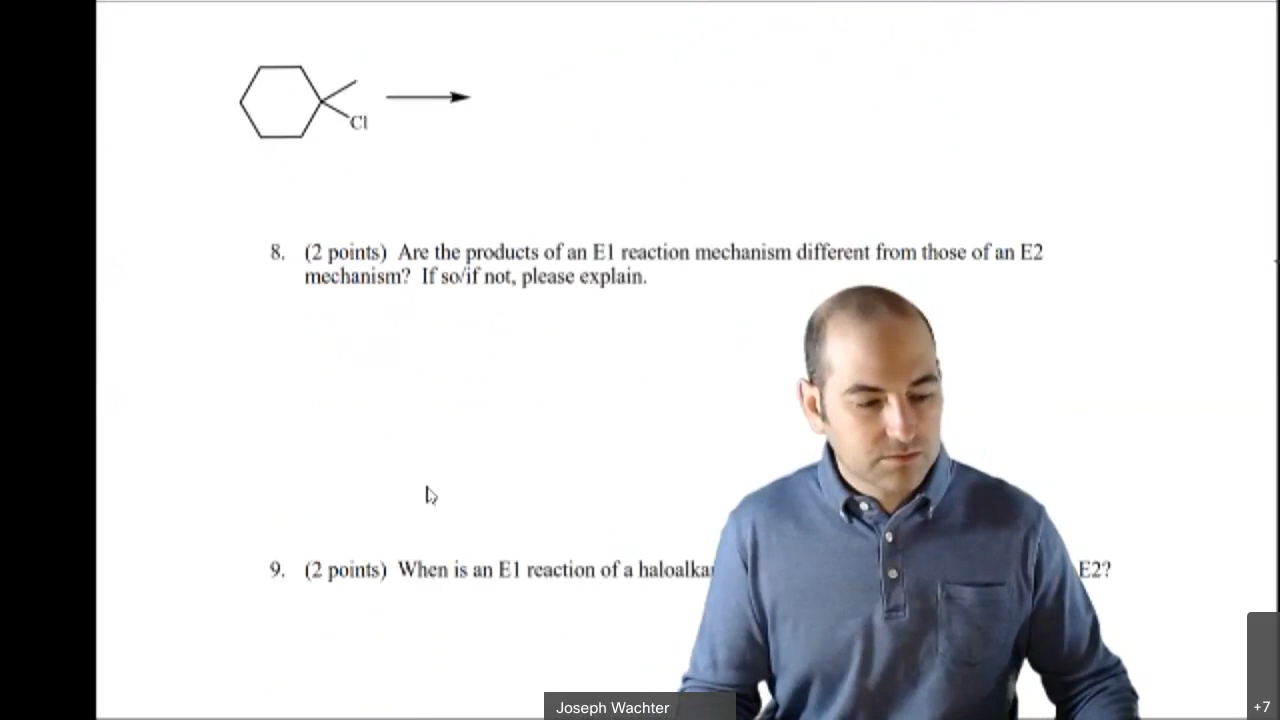 Cl
8. (2 points) Are the products of an E1 reaction mechanism different from those of an E2
mechanism? If so/if not, please explain.
9. (2 points) When is an E1 reaction of a E2?
Joseph Wachter
+7